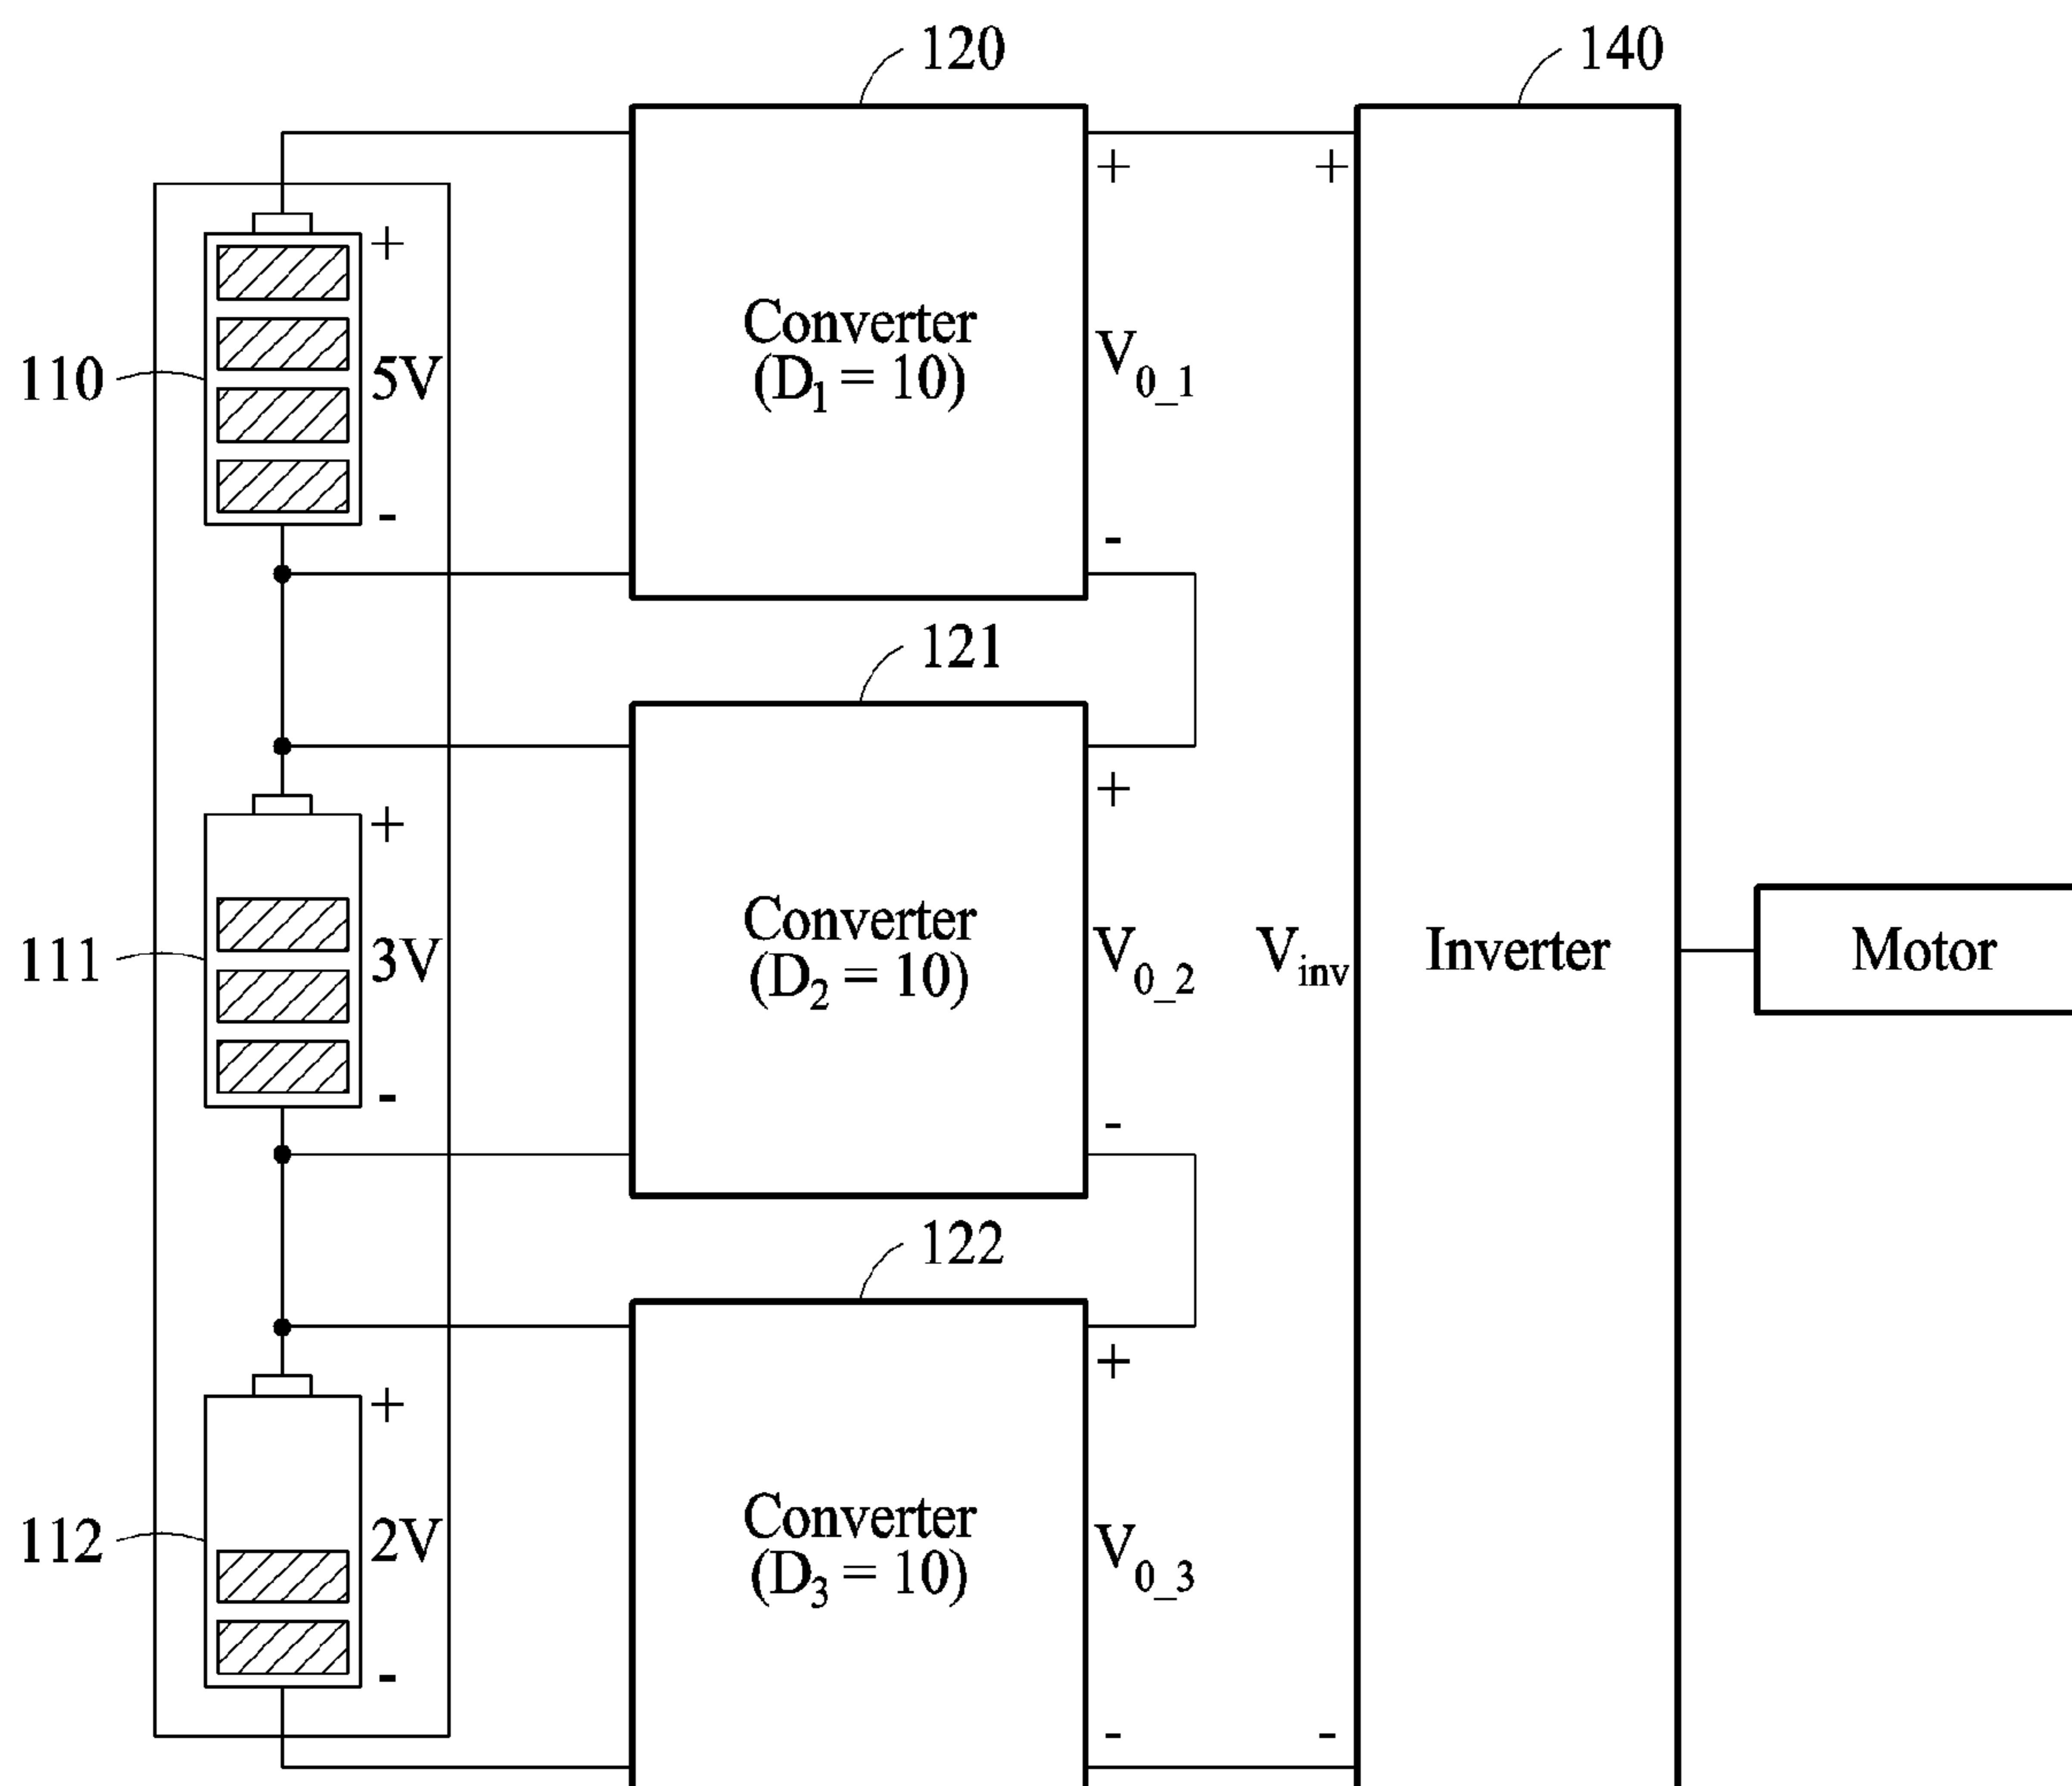 120
140
+
+
+
Converter
(D1 = 10)
110
5V
V0_1
-
-
121
+
+
Converter
(D2 = 10)
111
3V
V0_2
Vinv
Inverter
Motor
-
-
122
+
+
Converter
(D3 = 10)
112
2V
V0_3
-
-
-